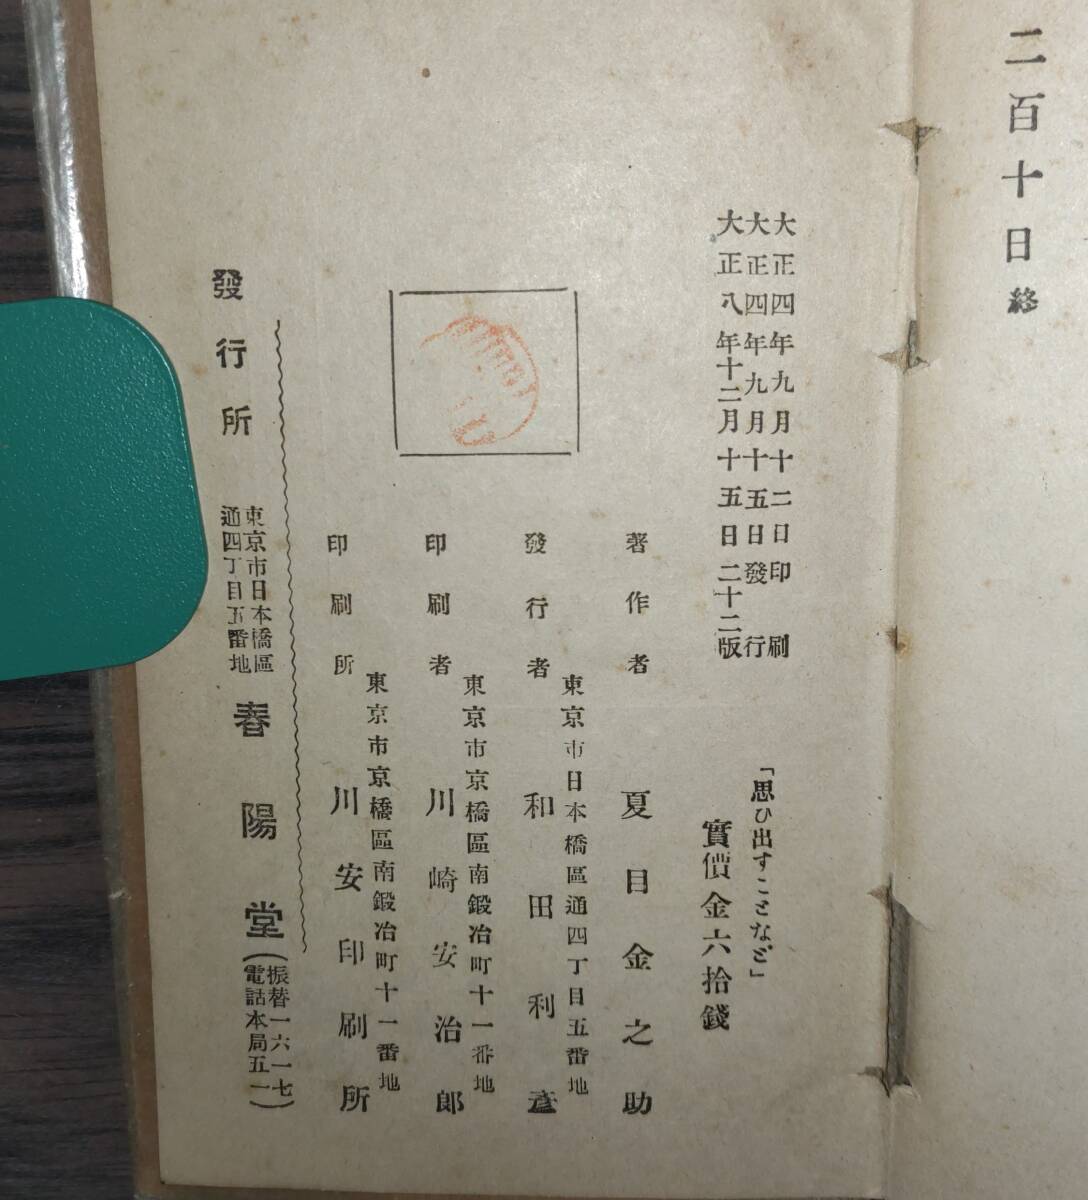 二百十日終
大正四年九月十二日印刷
大正四年九月十五日發行
大正八年十二月十五日二十二版
「思ひ出すことなど」
實價金六拾錢
著作者 夏目金之助
東京市日本橋區通四丁目五番地
發行者 和田利彥
東京市京橋區南鍛冶町十一番地
印刷者 川崎安治郎
東京市京橋區南鍛冶町十一番地
印刷所 川安印刷所
發行所 東京市日本橋區
通四丁目五番地 春陽堂 (振替一六一七
電話本局五一)